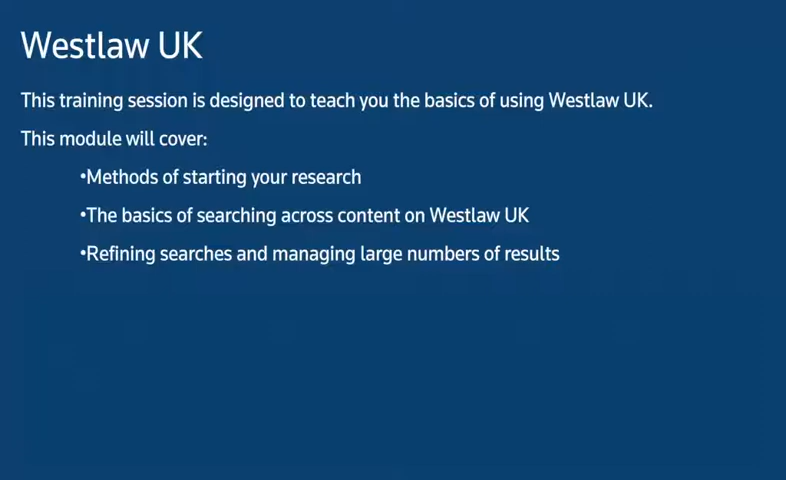 Westlaw UK
This training session is designed to teach you the basics of using Westlaw UK.
This module will cover:
•Methods of starting your research
•The basics of searching across content on Westlaw UK
•Refining searches and managing large numbers of results